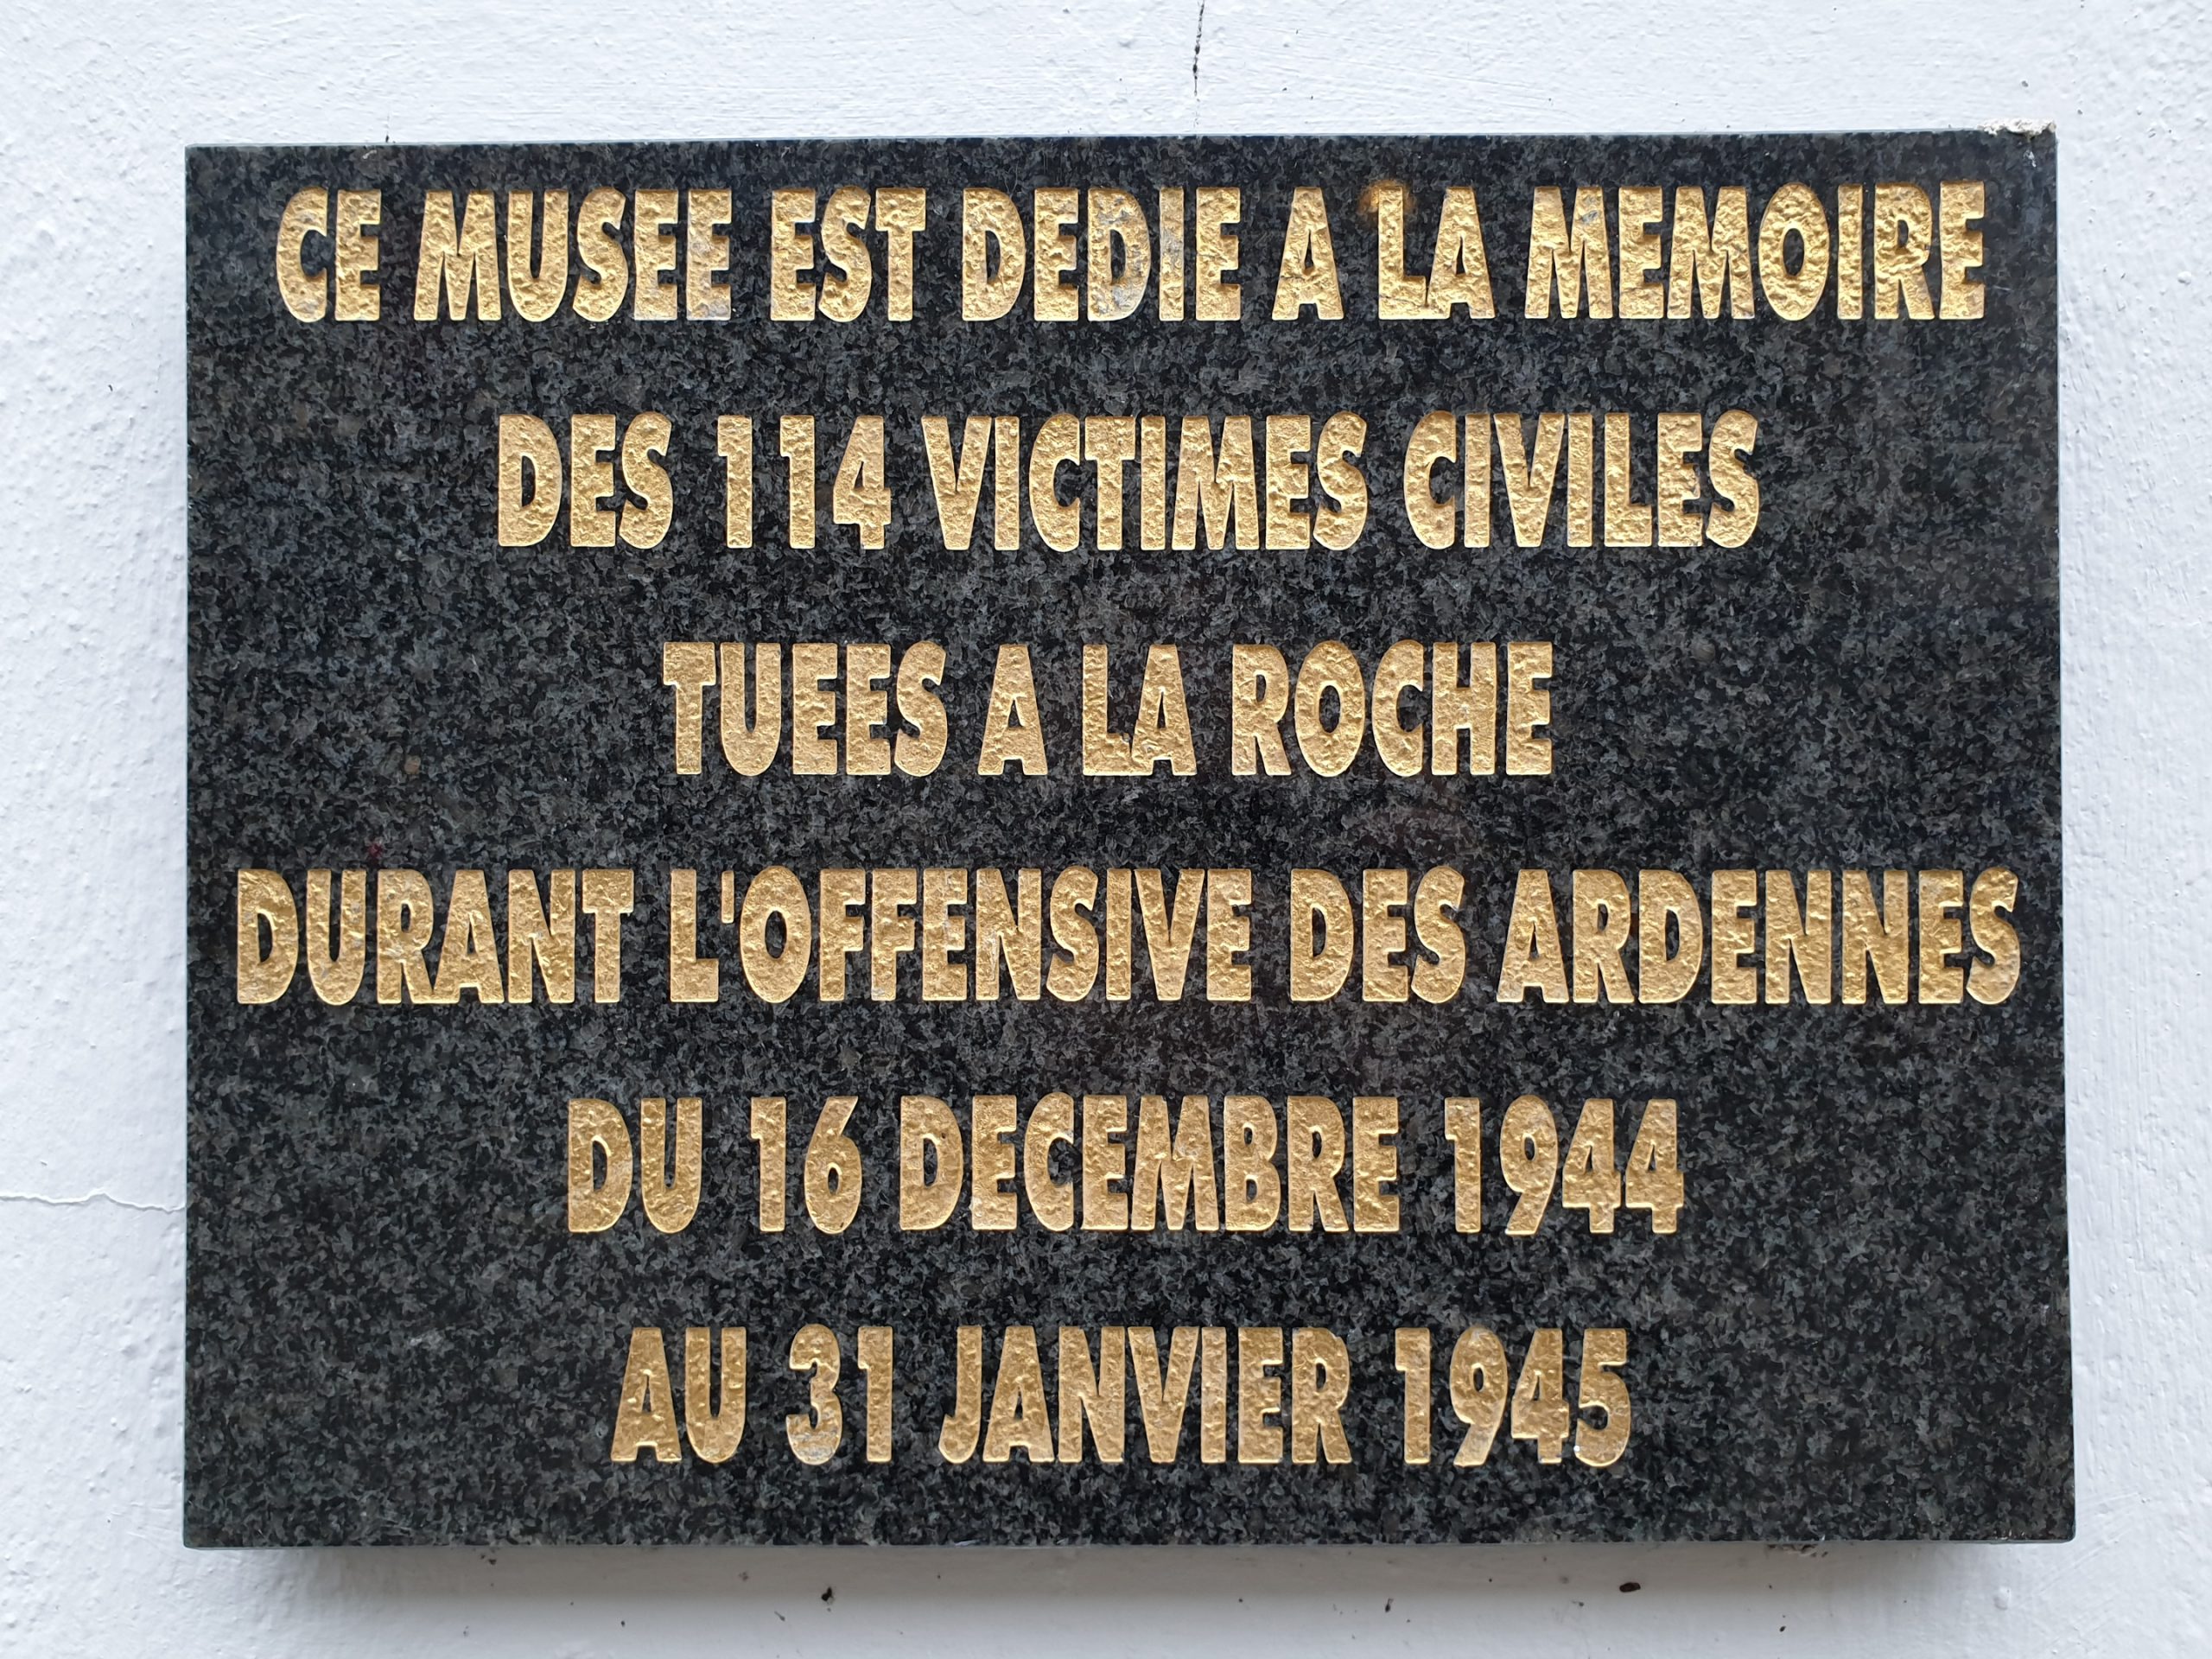 CE MUSEE EST DEDIE A LA MEMOIRE
DES 114 VICTIMES CIVILES
TUEES A LA ROCHE
DURANT L'OFFENSIVE DES ARDENNES
DU 16 DECEMBRE 1944
AU 31 JANVIER 1945